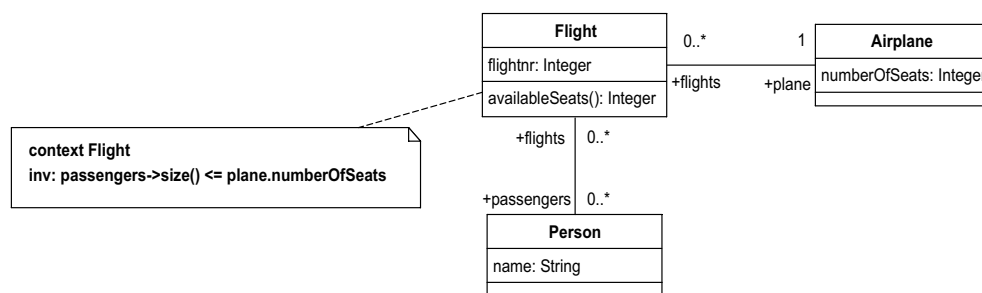 Flight
flightnr: Integer
availableSeats(): Integer
0..*
1
+flights
+plane
Airplane
numberOfSeats: Integer
context Flight
inv: passengers->size() <= plane.numberOfSeats
+flights
0..*
+passengers
0..*
Person
name: String